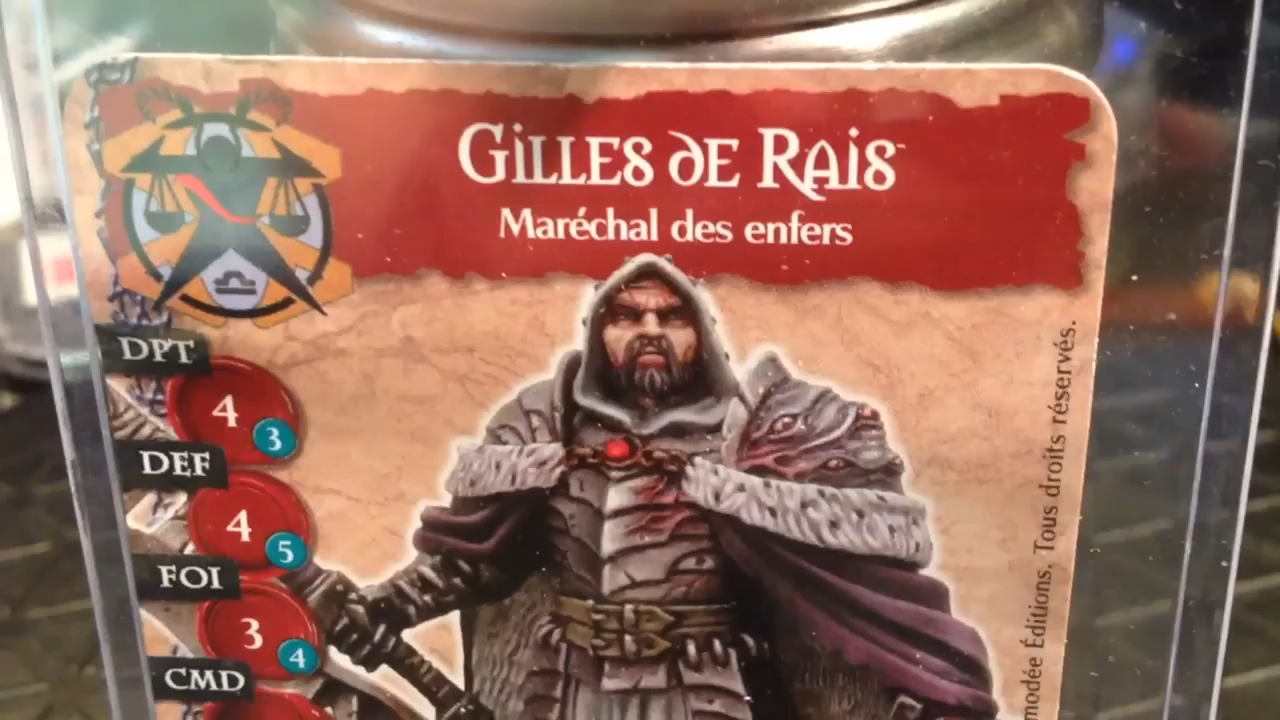 Gilles de Rais
Maréchal des enfers
DPT
4
3
DEF
4
5
FOI
3
4
CMD
Éditions. Tous droits réservés.